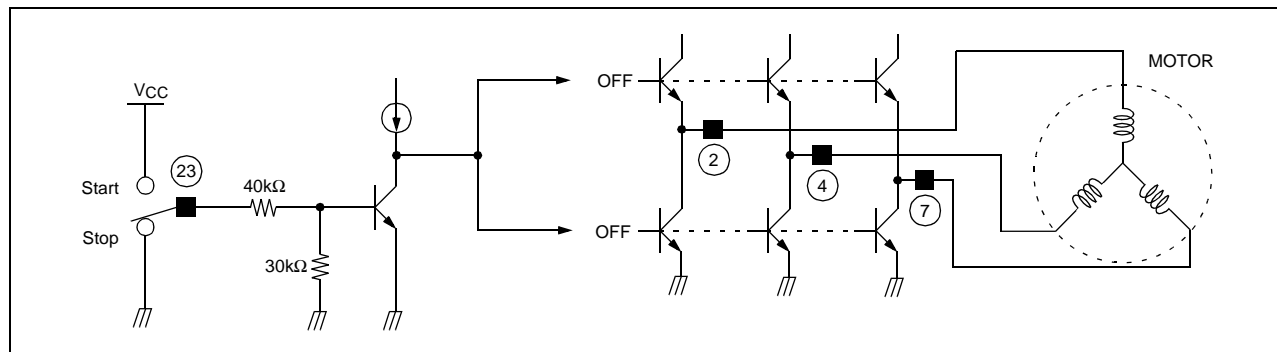 VCC
Start
Stop
23
40kΩ
30kΩ
OFF
OFF
2
4
7
MOTOR